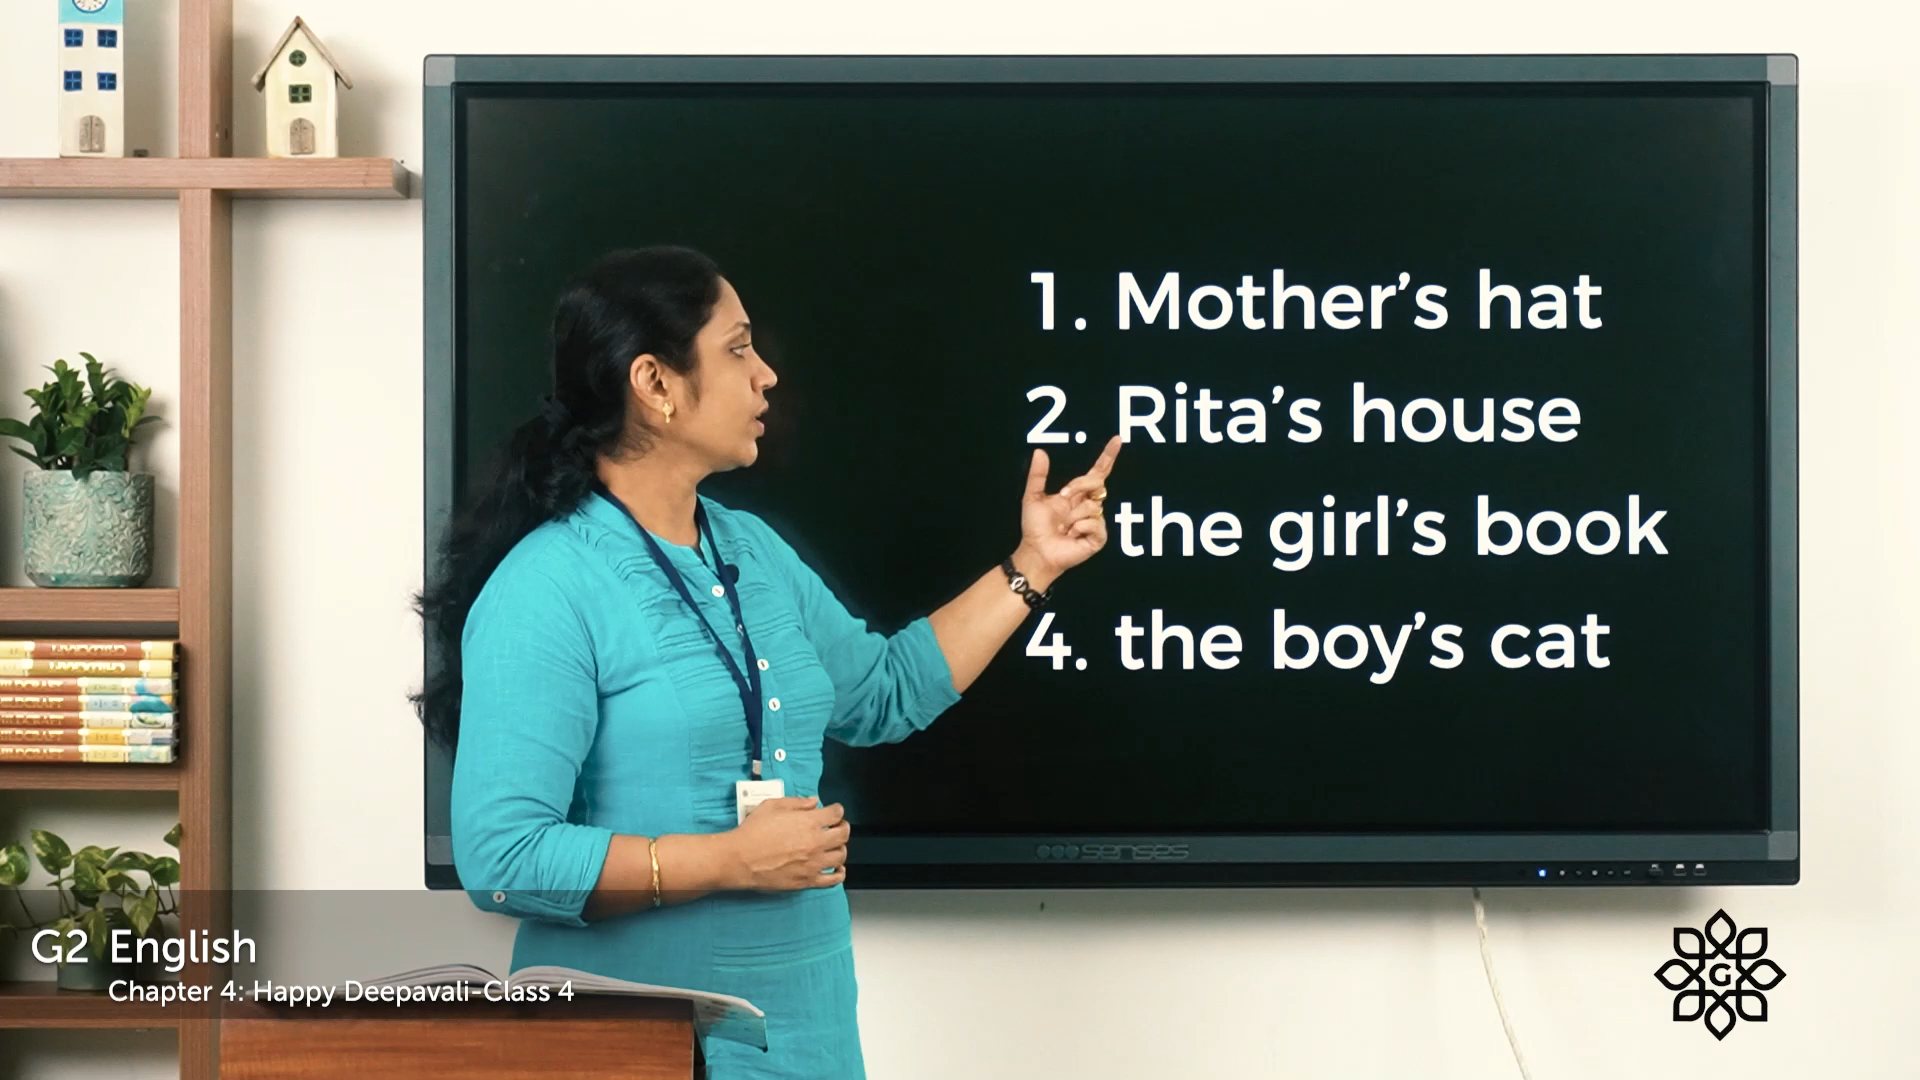 1. Mother's hat
2. Rita's house
the girl's book
4. the boy's cat
senses
G2 English
Chapter 4: Happy Deepavali-Class 4
G